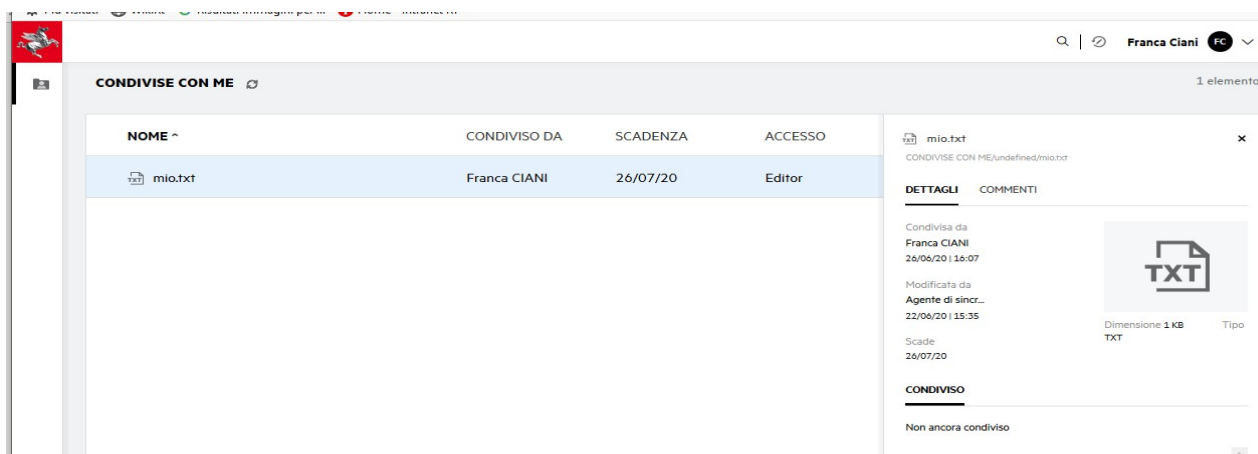 Franca Ciani FC
CONDIVISE CON ME
1 elemento
NOME CONDIVISO DA SCADENZA ACCESSO
TXT mio.txt Franca CIANI 26/07/20 Editor
TXT mio.txt
CONDIVISE CON ME/undefined/mio.txt
DETTAGLI COMMENTI
Condivisa da
Franca CIANI
26/06/20 | 16:07
Modificata da
Agente di sincr...
22/06/20 | 15:35
Scade
26/07/20
TXT
Dimensione 1 KB Tipo
TXT
CONDIVISO
Non ancora condiviso